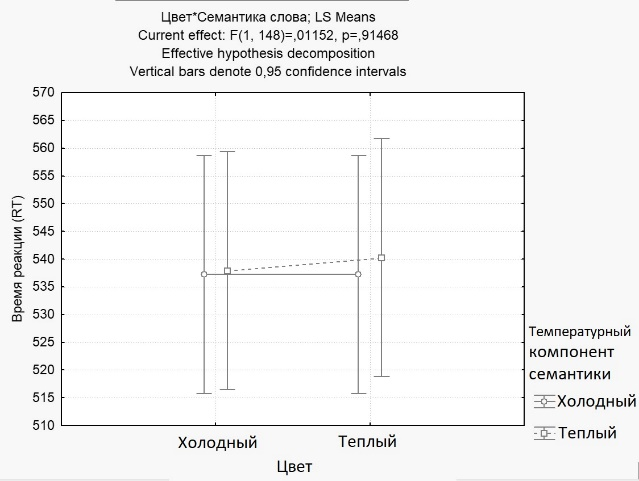 Цвет*Семантика слова; LS Means
Current effect: F(1, 148)=,01152, p=,91468
Effective hypothesis decomposition
Vertical bars denote 0,95 confidence intervals
570
565
560
555
550
545
540
535
530
525
520
515
510
Время реакции (RT)
Холодный
Теплый
Цвет
Температурный
компонент
семантики
Холодный
Теплый